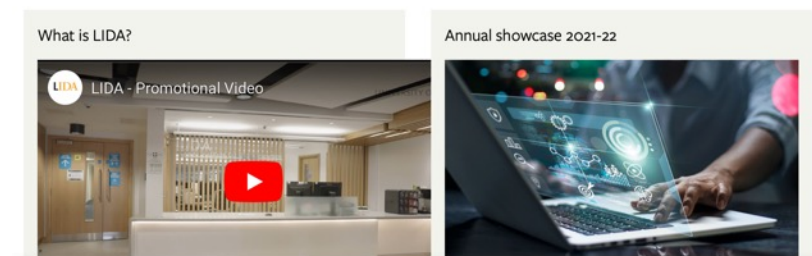 What is LIDA?
LIDA
LIDA - Promotional Video
Annual showcase 2021-22